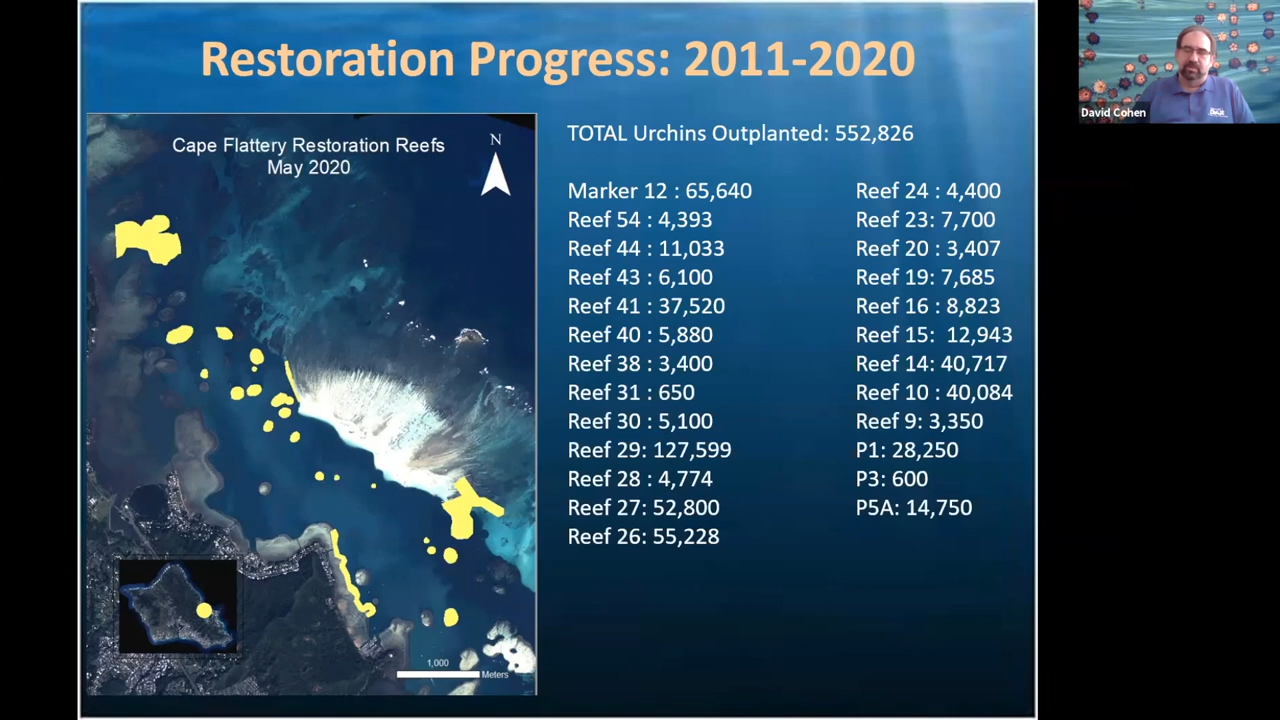 Restoration Progress: 2011-2020
David Cohen
Cape Flattery Restoration Reefs
May 2020
N
1,000
Meters
TOTAL Urchins Outplanted: 552,826
Marker 12 : 65,640
Reef 54 : 4,393
Reef 44 : 11,033
Reef 43 : 6,100
Reef 41 : 37,520
Reef 40 : 5,880
Reef 38 : 3,400
Reef 31 : 650
Reef 30 : 5,100
Reef 29: 127,599
Reef 28 : 4,774
Reef 27: 52,800
Reef 26: 55,228
Reef 24 : 4,400
Reef 23: 7,700
Reef 20 : 3,407
Reef 19: 7,685
Reef 16 : 8,823
Reef 15:  12,943
Reef 14: 40,717
Reef 10 : 40,084
Reef 9: 3,350
P1: 28,250
P3: 600
P5A: 14,750